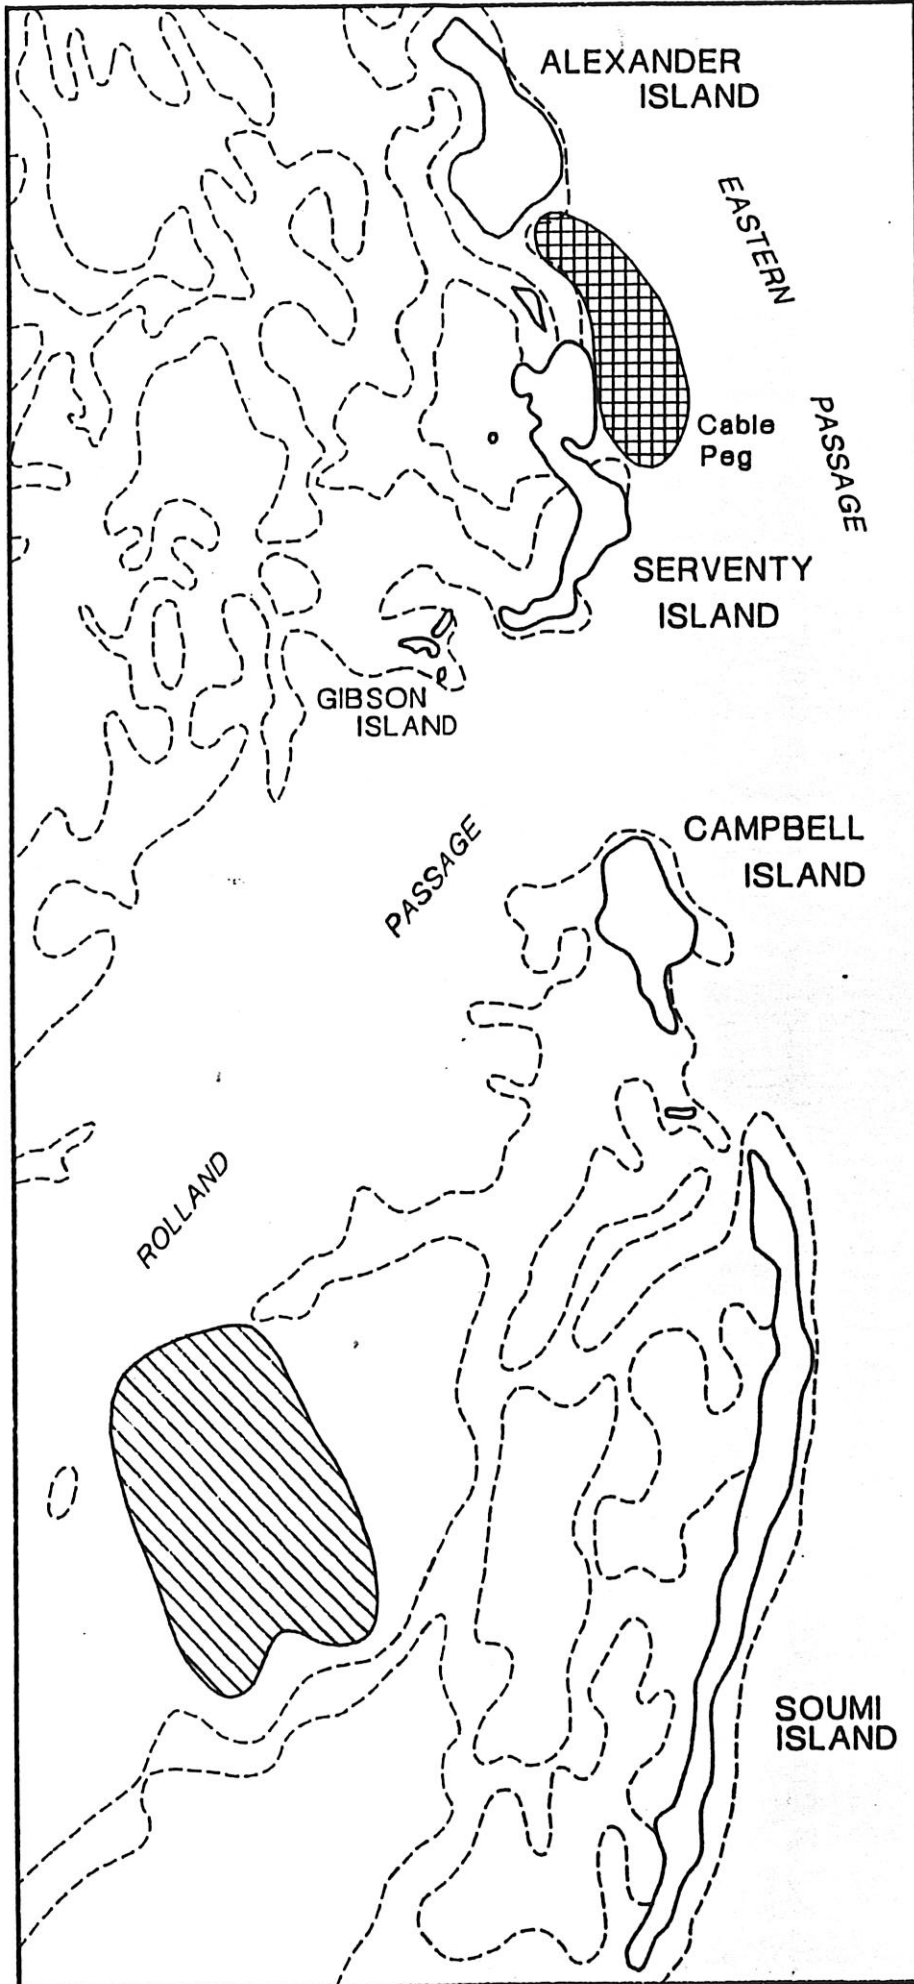 ALEXANDER
ISLAND
EASTERN
PASSAGE
Cable
Peg
SERVENTY
ISLAND
GIBSON
ISLAND
CAMPBELL
ISLAND
PASSAGE
ROLLAND
SOUMI
ISLAND